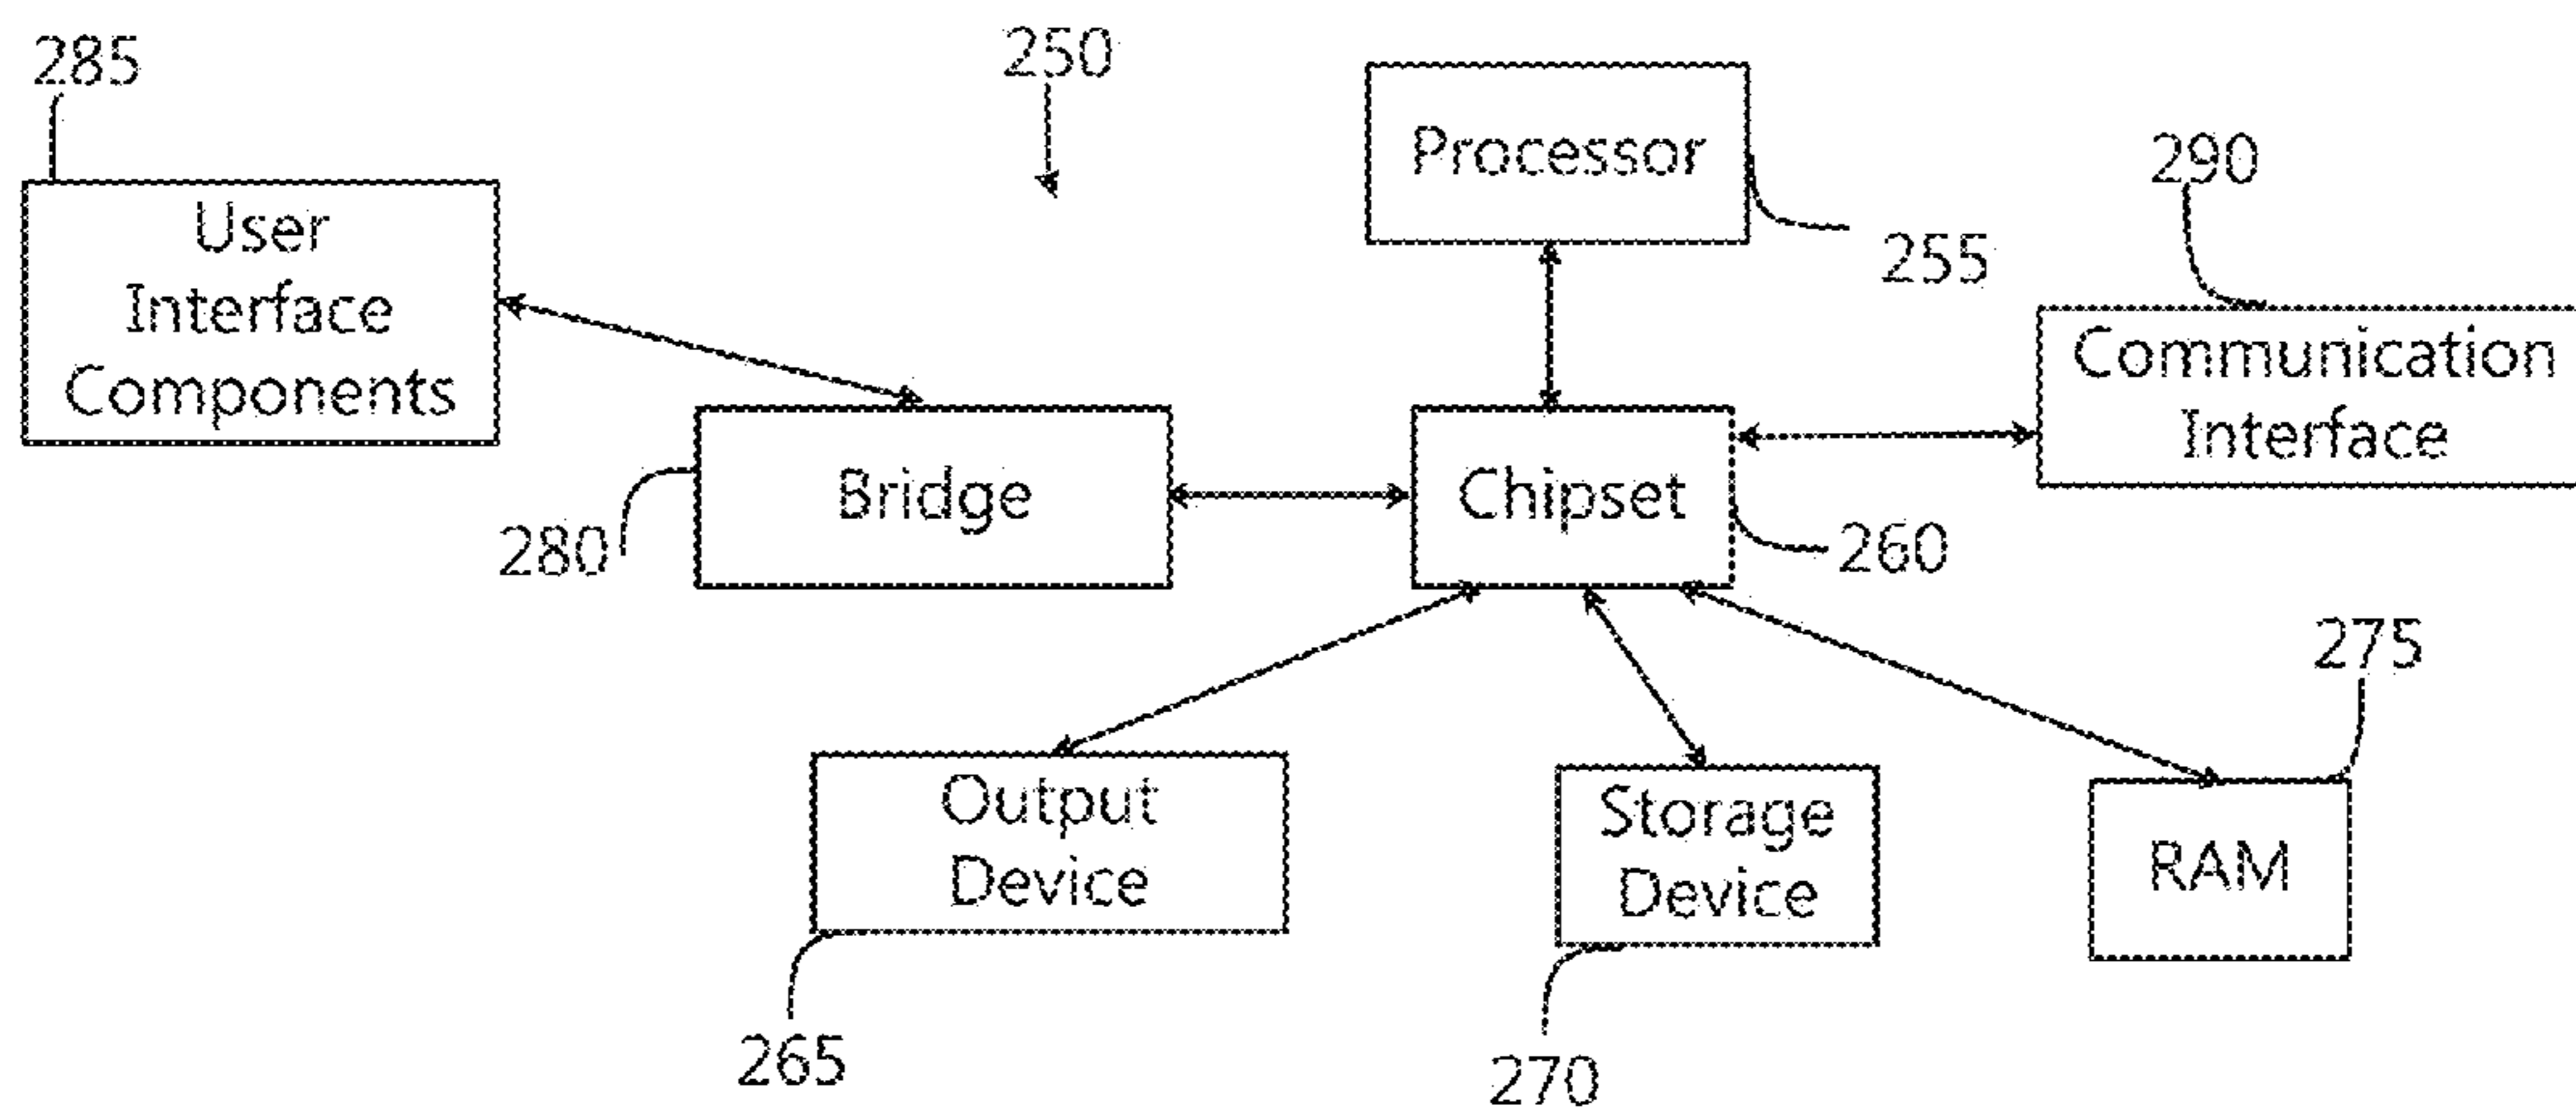 285
250
Processor
290
User
Interface
Components
255
Communication
Interface
Bridge
Chipset
280
260
275
Output
Device
Storage
Device
RAM
265
270